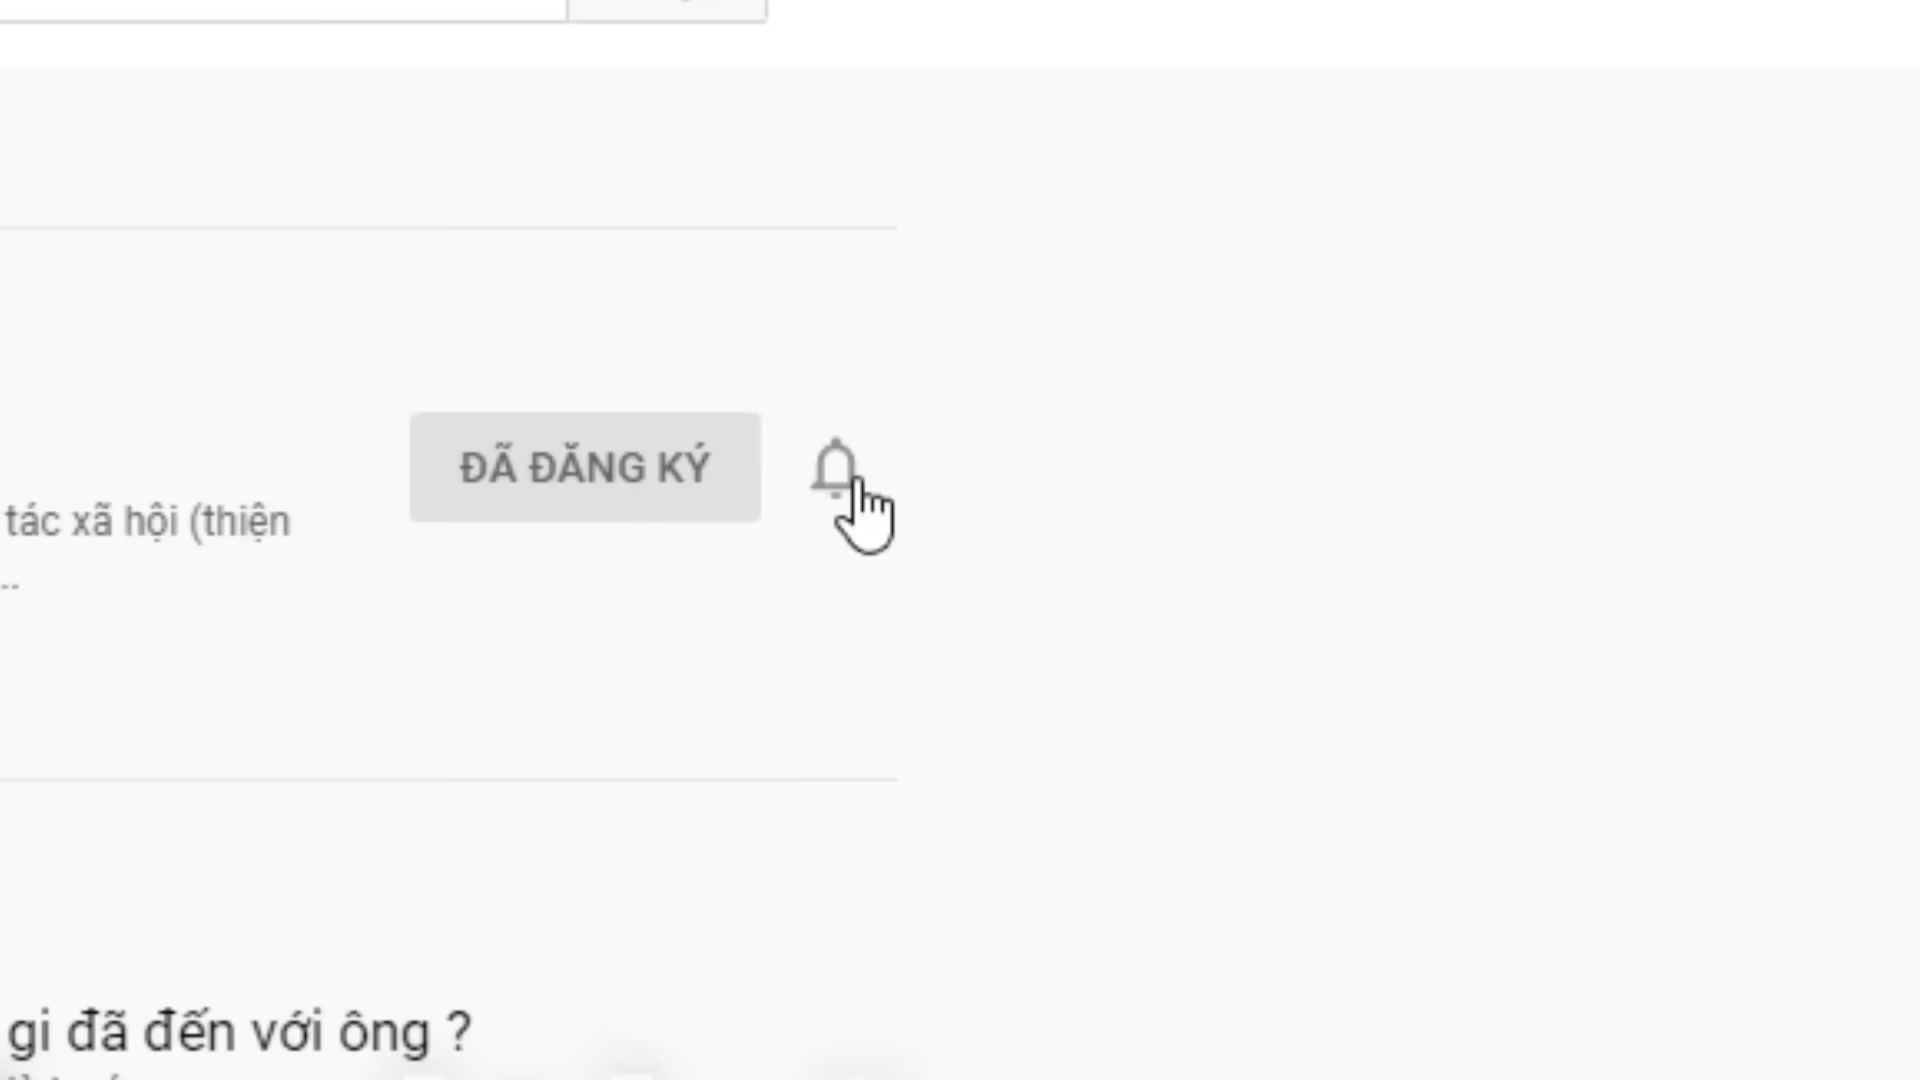 ĐÃ ĐĂNG KÝ
tác xã hội (thiện
gi đã đến với ông ?